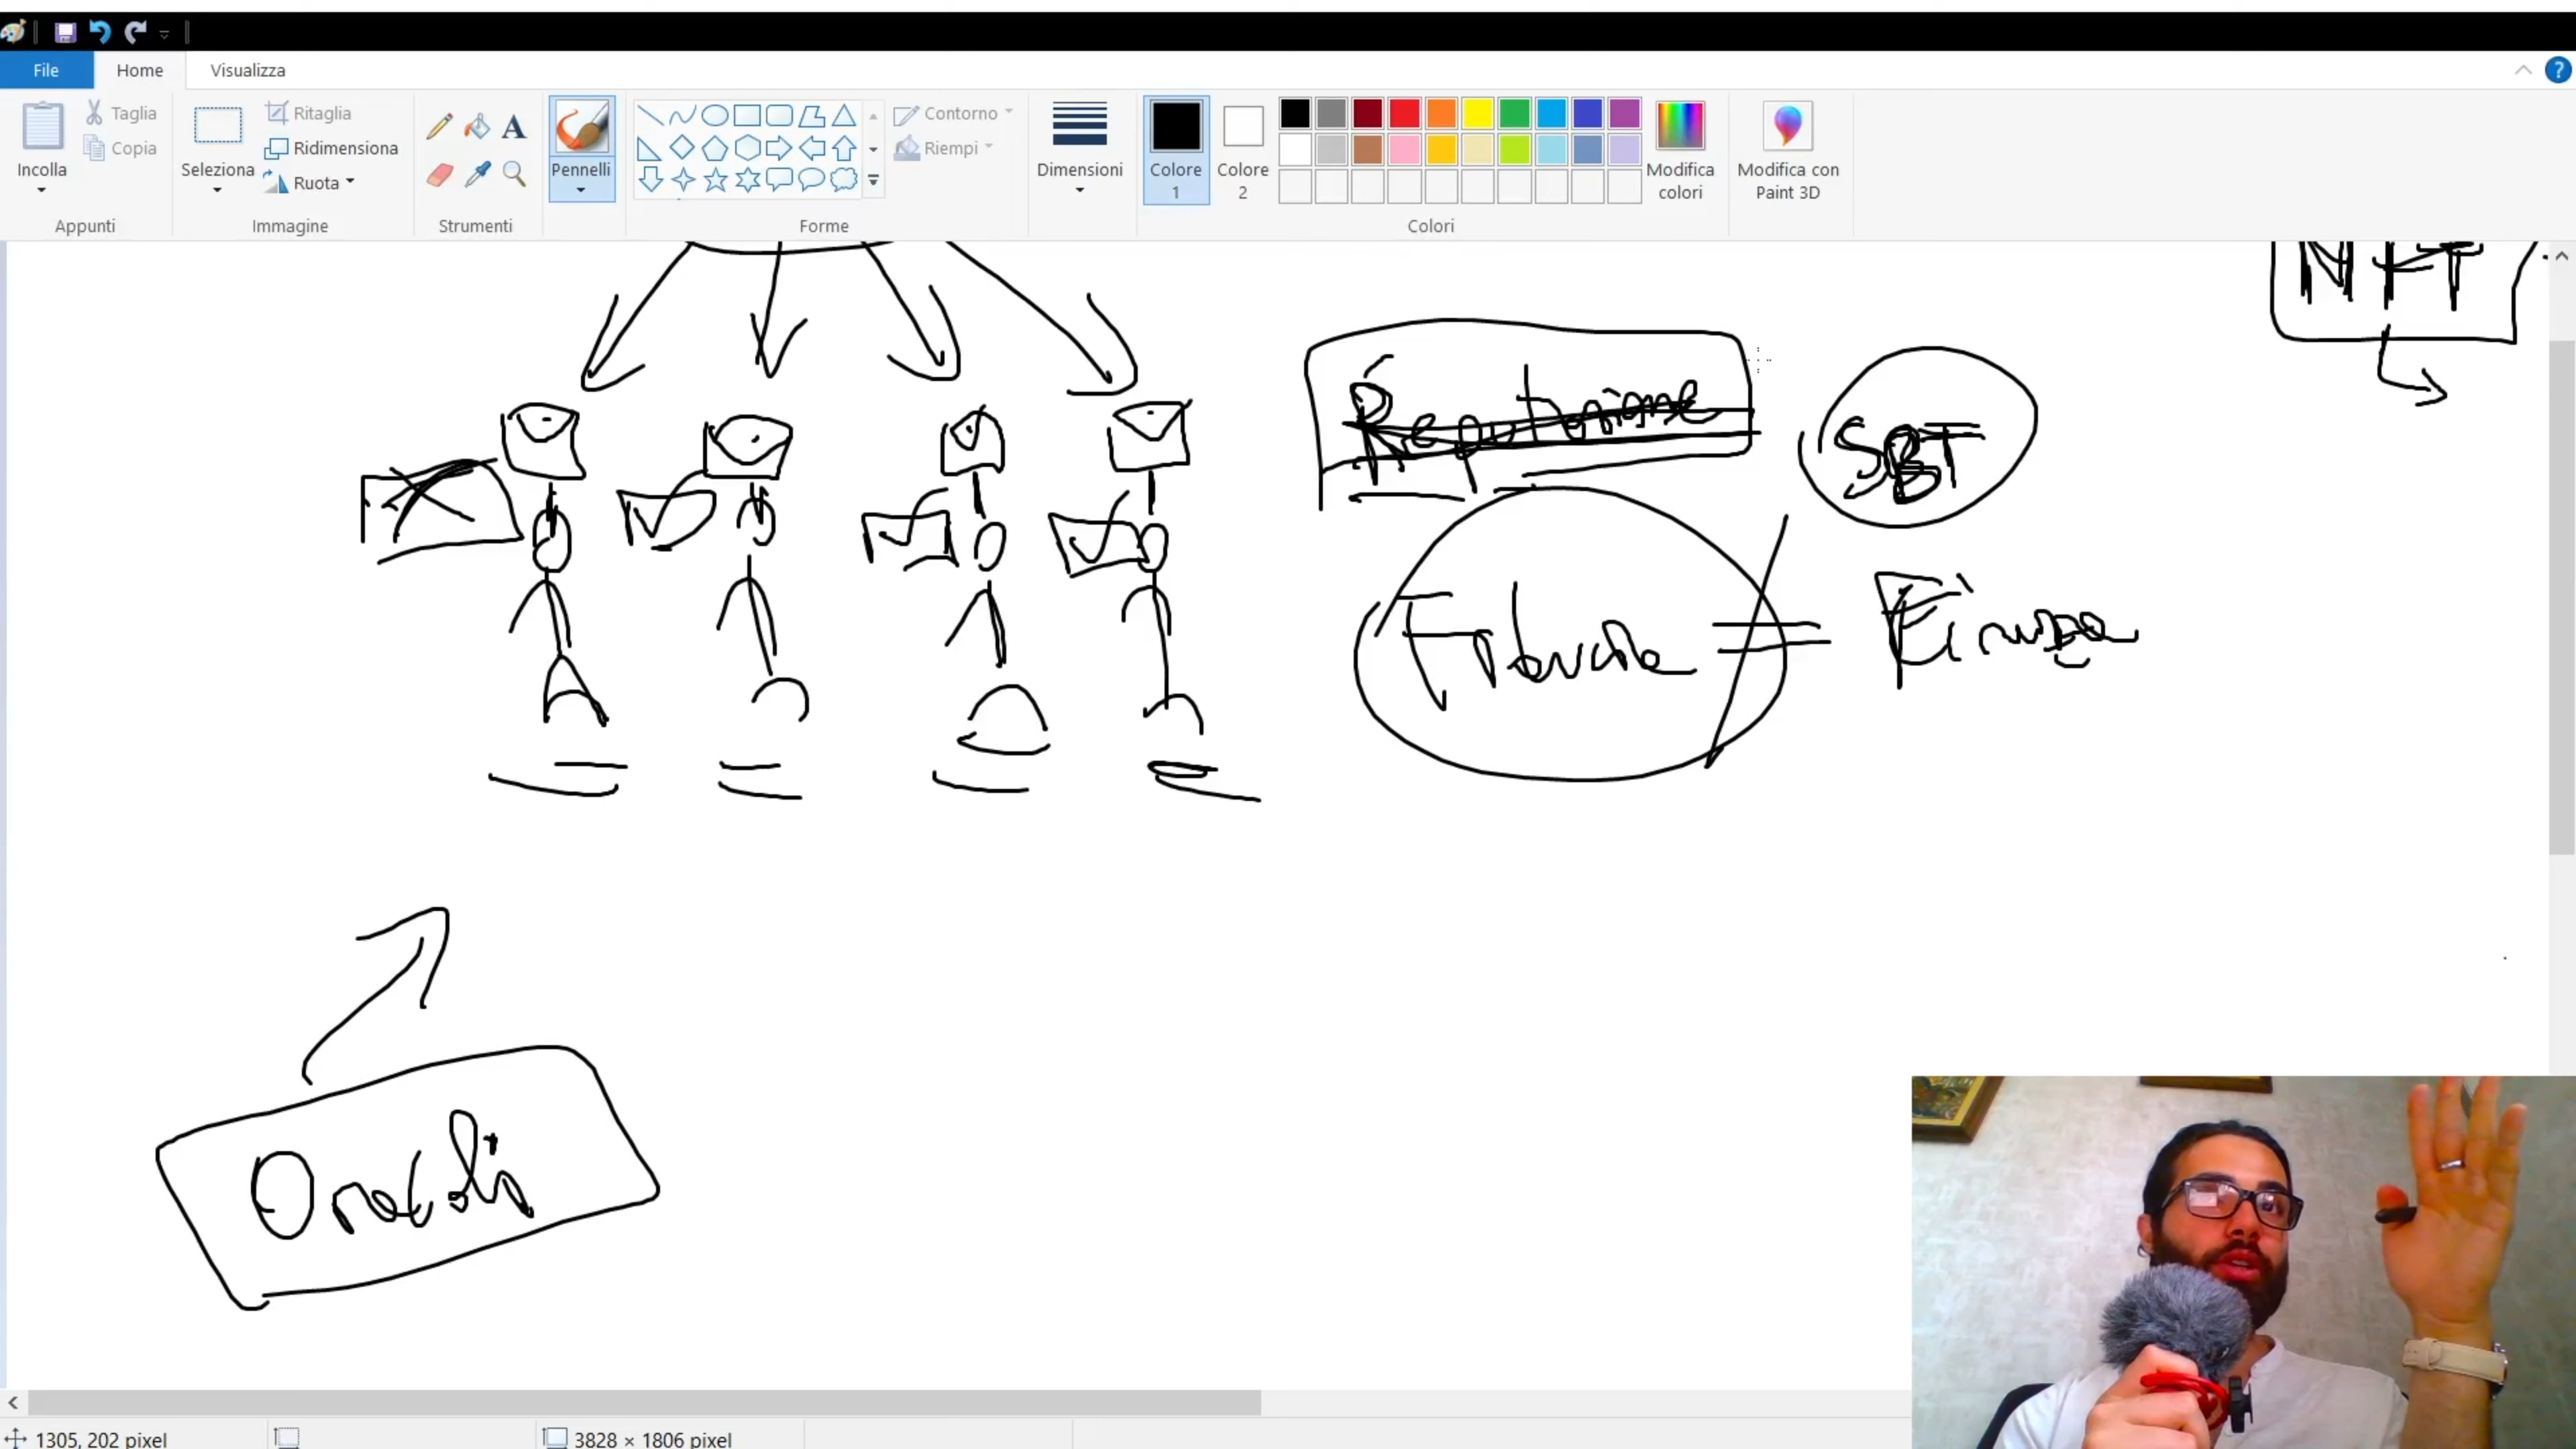 File Home Visualizza
Incolla
Taglia
Copia
Appunti
Seleziona
Ritaglia
Ridimensiona
Ruota
Immagine
Strumenti
Pennelli
Forme
Contorno
Riempi
Dimensioni
Colore
1
Colore
2
Modifica
colori
Colori
Modifica con
Paint 3D
NFT
Reputazione
SBT
Fiducia ≠
Oracoli
1305, 202 pixel
3828 × 1806 pixel